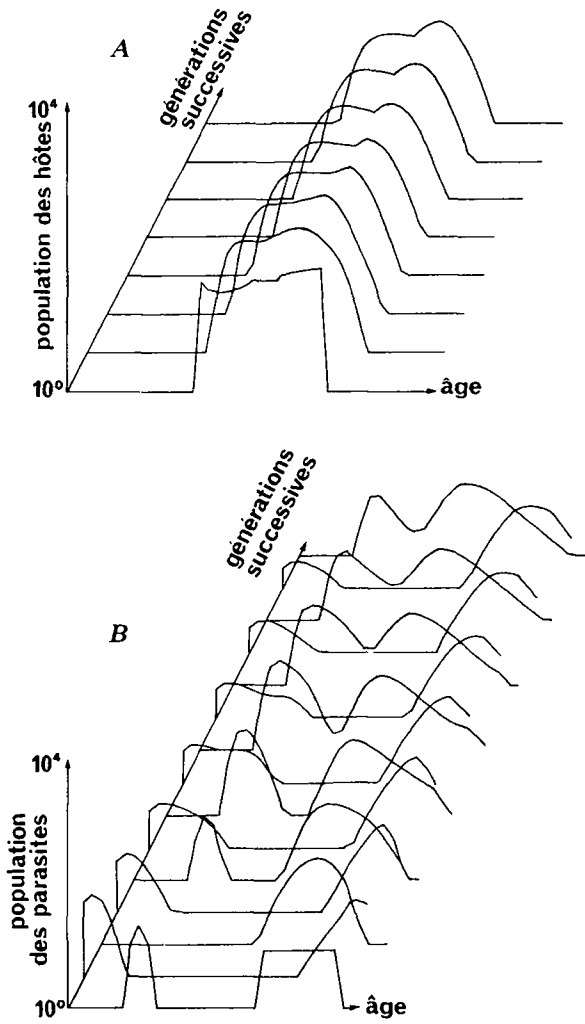 A
générations
successives
10⁴
population des hôtes
10⁰
âge
générations
successives
B
10⁴
population
des parasites
10⁰
âge